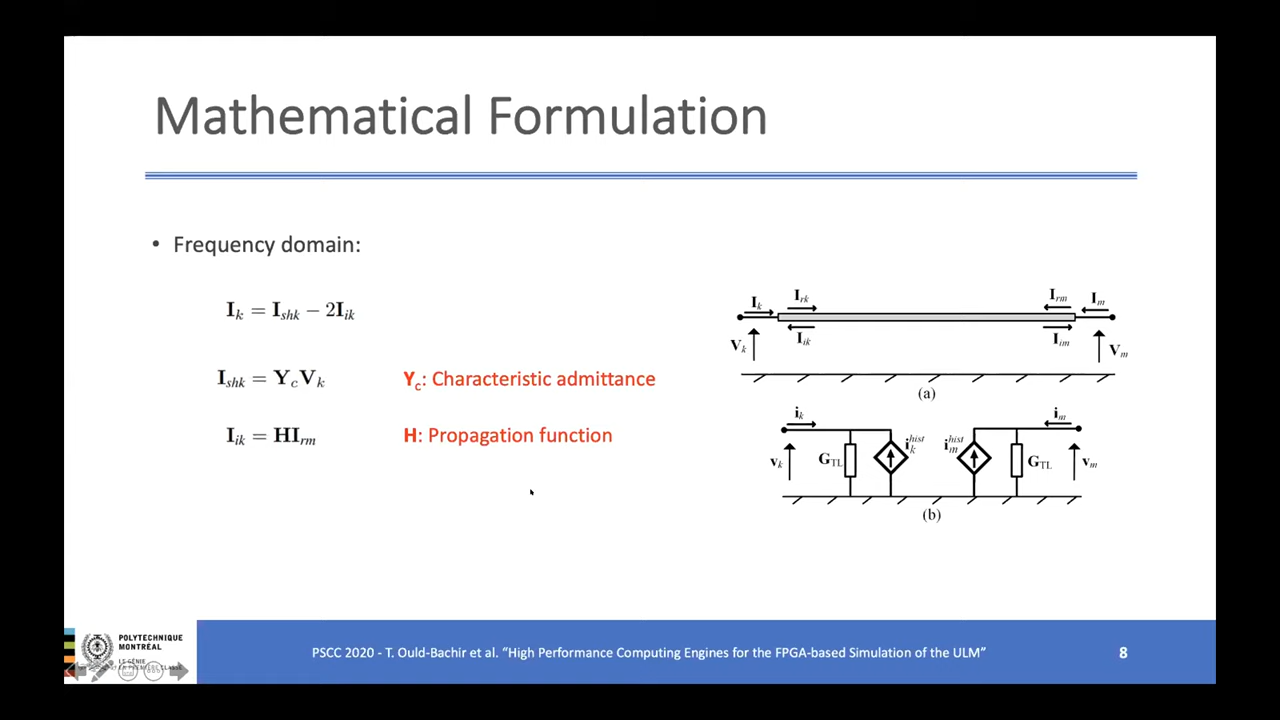 Mathematical Formulation
• Frequency domain:
I_k = I_shk − 2I_ik
I_shk = Y_cV_k
Y_c: Characteristic admittance
I_ik = HI_rm
H: Propagation function
I_k I_rk I_rm I_m
V_k I_ik I_im V_m
(a)
i_k i_m
v_k G_TL i_k^hist i_m^hist G_TL v_m
(b)
POLYTECHNIQUE
MONTRÉAL
PSCC 2020 - T. Ould-Bachir et al. “High Performance Computing Engines for the FPGA-based Simulation of the ULM”
8